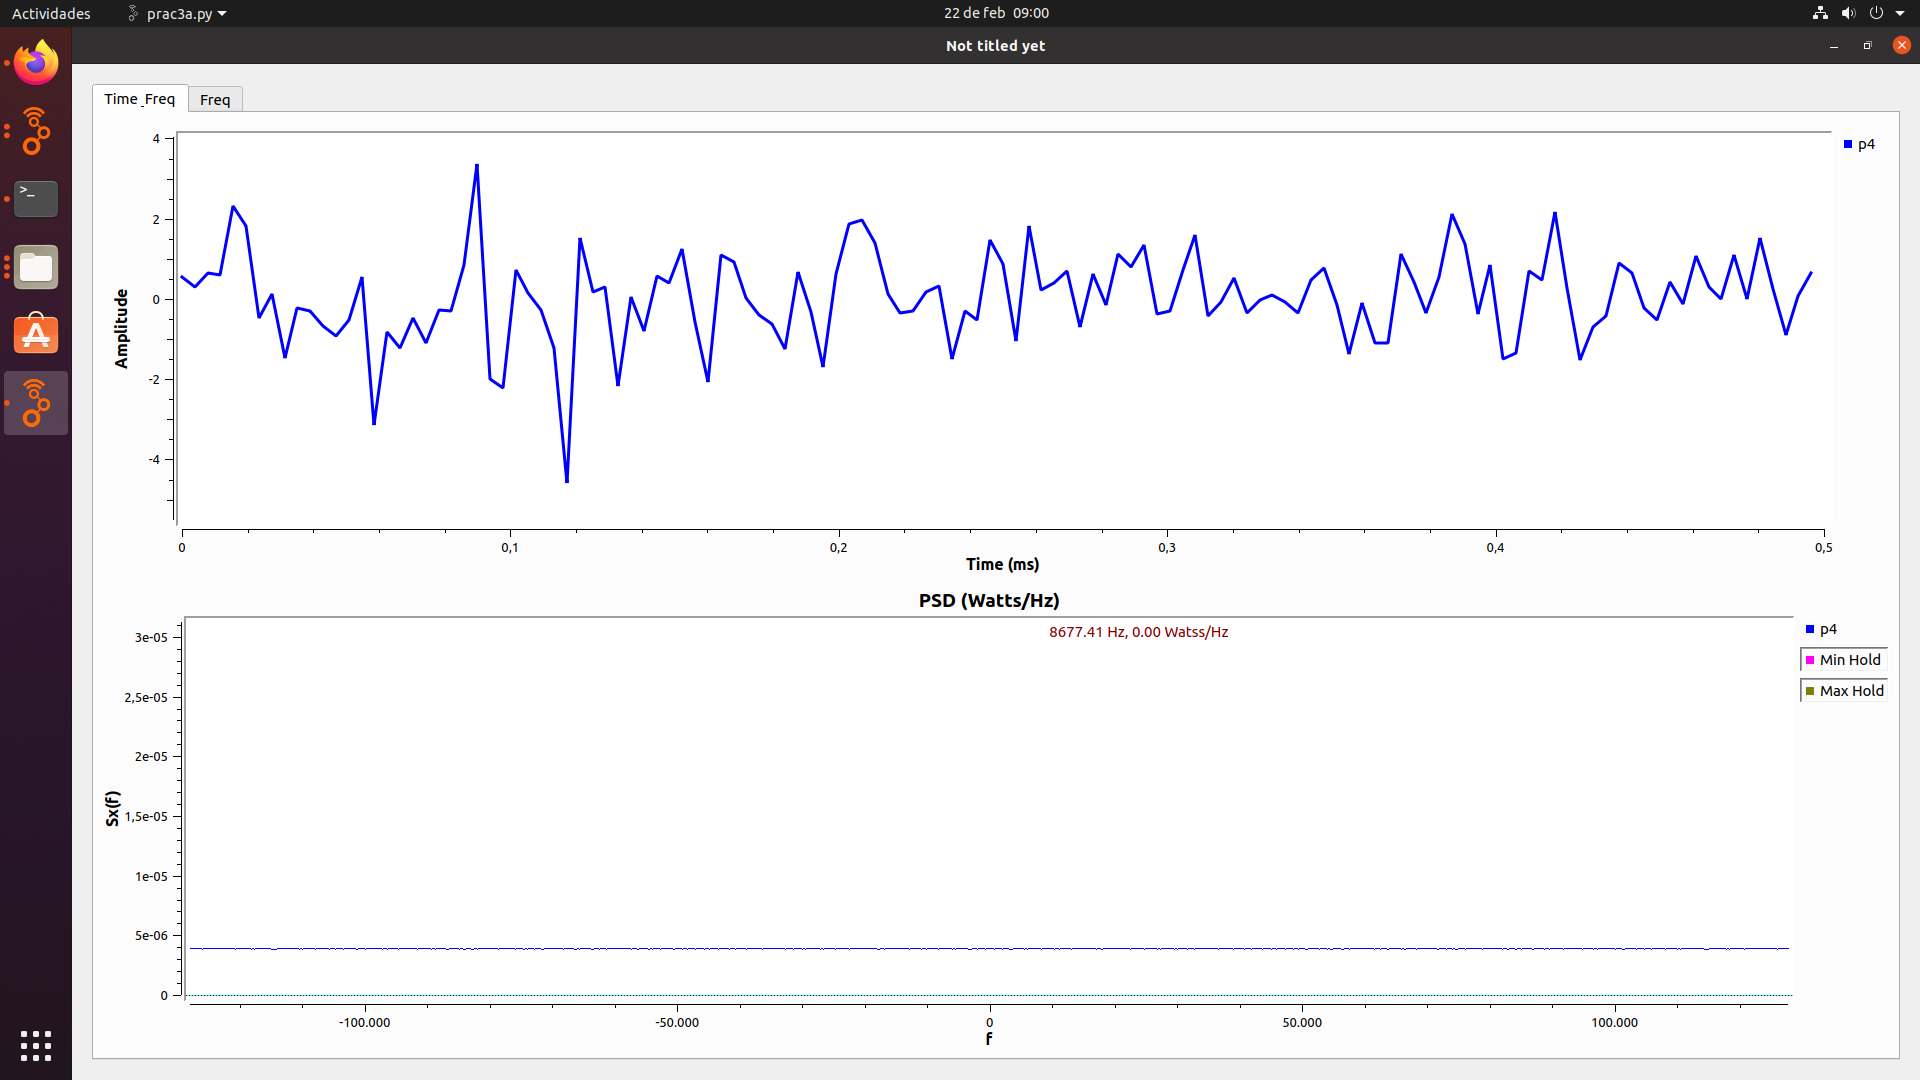 Actividades
prac3a.py
22 de feb 09:00
Not titled yet
Time_Freq
Freq
4
2
0
-2
-4
Amplitude
p4
0
0,1
0,2
0,3
0,4
0,5
Time (ms)
PSD (Watts/Hz)
8677.41 Hz, 0.00 Watss/Hz
3e-05
2,5e-05
2e-05
1,5e-05
1e-05
5e-06
0
Sx(f)
p4
Min Hold
Max Hold
-100.000
-50.000
0
50.000
100.000
f